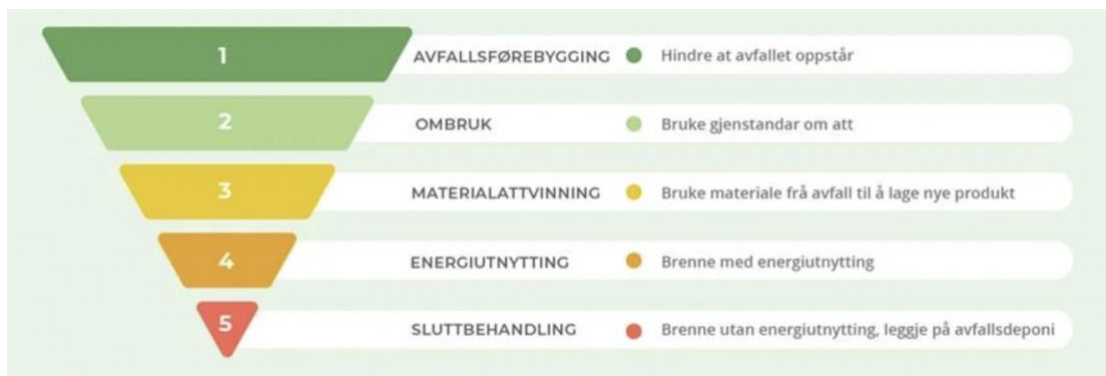 1 AVFALLSFØREBYGGING Hindre at avfallet oppstår
2 OMBRUK Bruke gjenstandar om att
3 MATERIALATTVINNING Bruke materiale frå avfall til å lage nye produkt
4 ENERGIUTNYTTING Brenne med energiutnytting
5 SLUTTBEHANDLING Brenne utan energiutnytting, leggje på avfallsdeponi